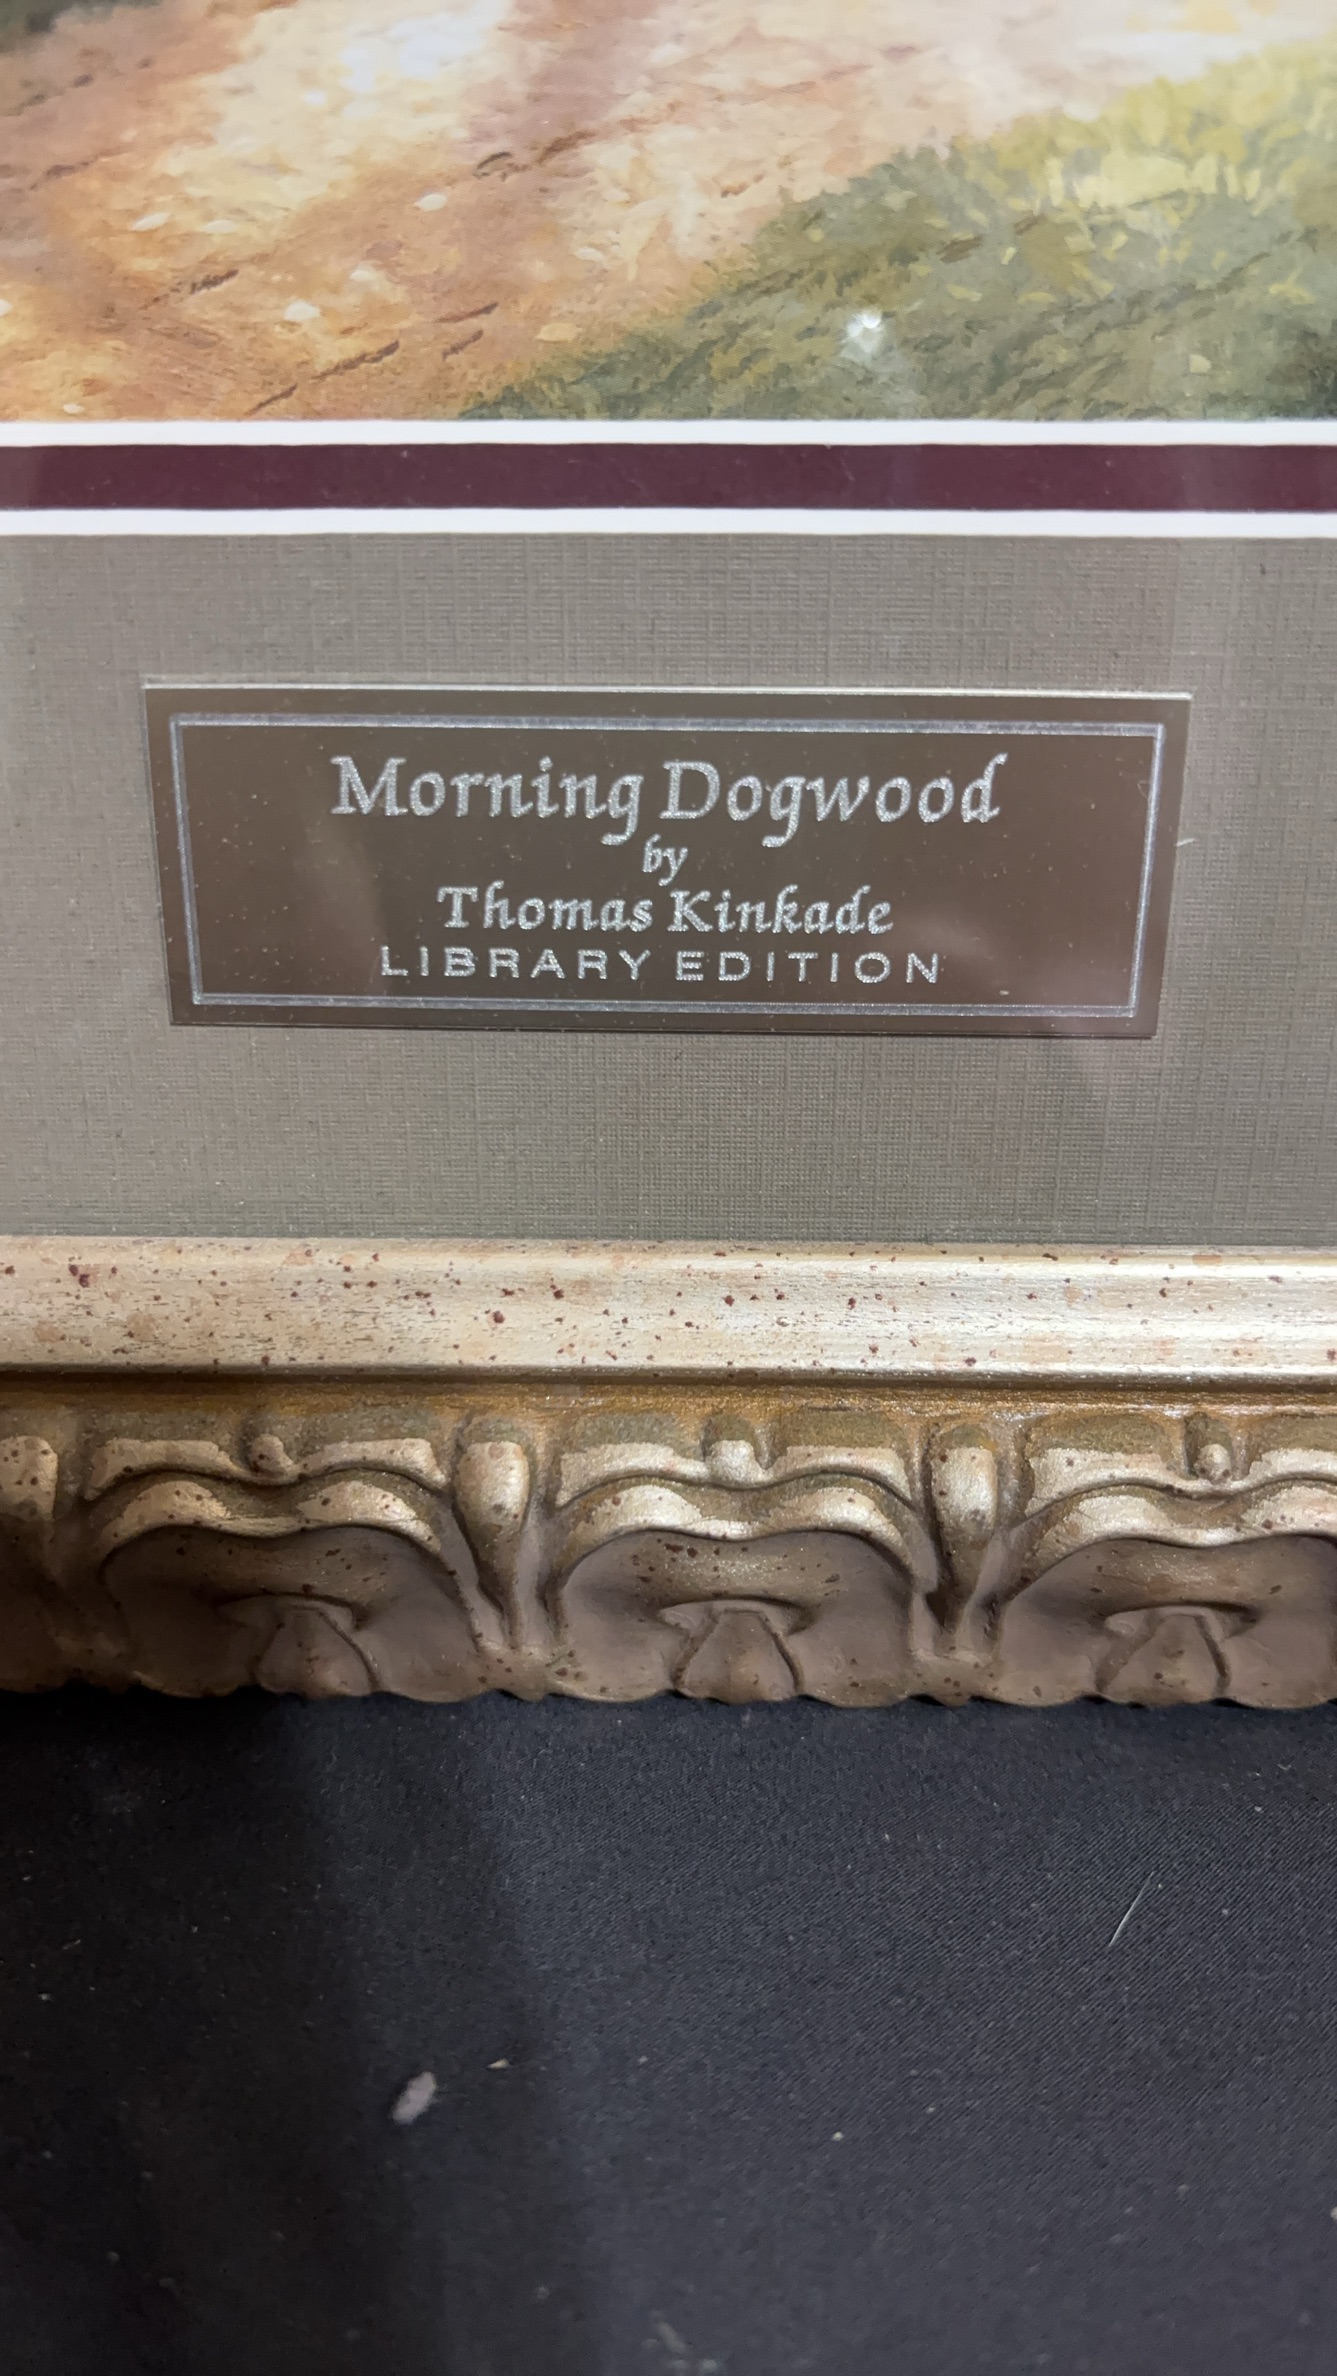 Morning Dogwood
by
Thomas Kinkade
LIBRARY EDITION